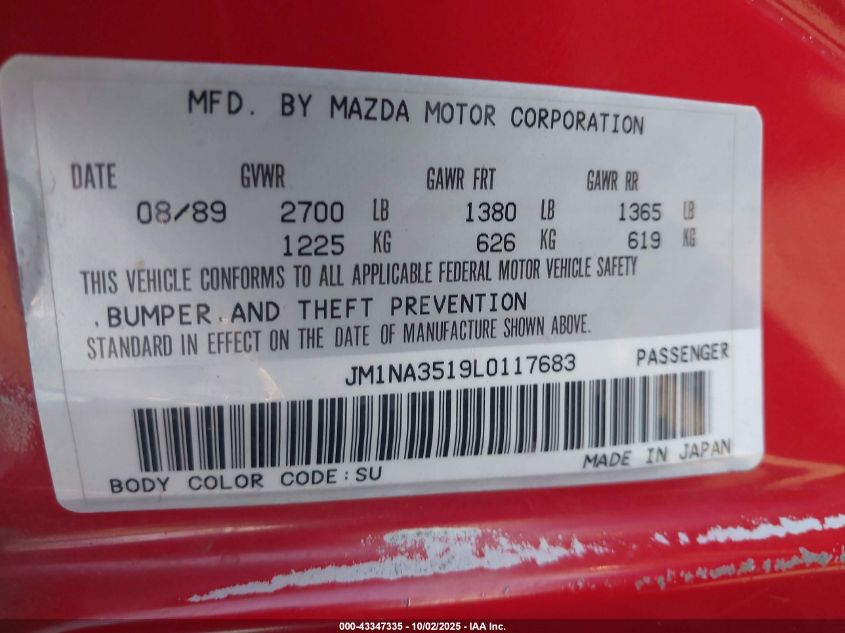 MFD. BY MAZDA MOTOR CORPORATION
DATE GVWR GAWR FRT GAWR RR
08/89 2700 LB 1380 LB 1365 LB
1225 KG 626 KG 619 KG
THIS VEHICLE CONFORMS TO ALL APPLICABLE FEDERAL MOTOR VEHICLE SAFETY
.BUMPER.AND THEFT PREVENTION
STANDARD IN EFFECT ON THE DATE OF MANUFACTURE SHOWN ABOVE.
JM1NA3519L0117683 PASSENGER
BODY COLOR CODE:SU MADE IN JAPAN
000-43347335 - 10/02/2025 - IAA Inc.